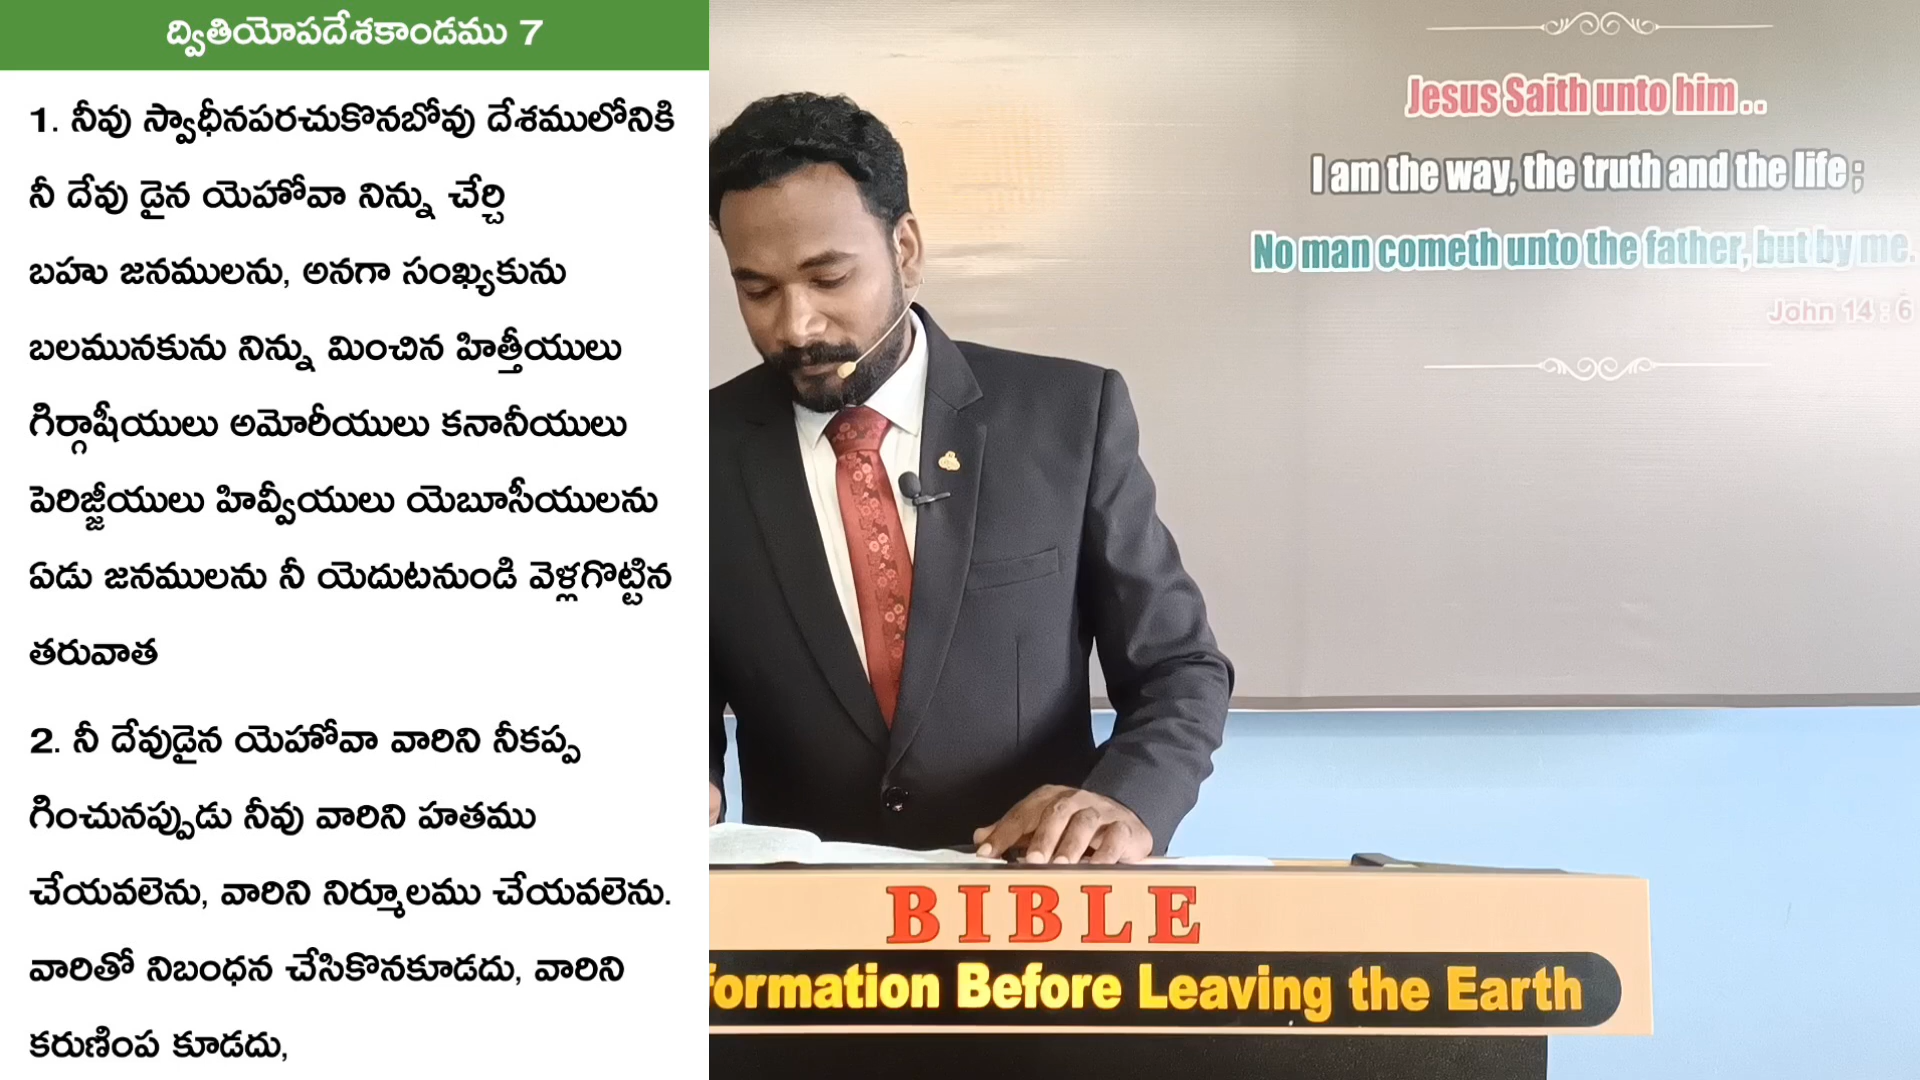 ద్వితియోపదేశకాండము 7
1. నీవు స్వాధీనపరచుకొనబోవు దేశములోనికి
నీ దేవు డైన యెహోవా నిన్ను చేర్చి
బహు జనములను, అనగా సంఖ్యకును
బలమునకును నిన్ను మించిన హిత్తీయులు
గిర్గాషీయులు అమోరీయులు కనానీయులు
పెరిజ్జీయులు హివ్వీయులు యెబూసీయులను
ఏడు జనములను నీ యెదుటనుండి వెళ్లగొట్టిన
తరువాత
2. నీ దేవుడైన యెహోవా వారిని నీకప్ప
గించునప్పుడు నీవు వారిని హతము
చేయవలెను, వారిని నిర్మూలము చేయవలెను.
వారితో నిబంధన చేసికొనకూడదు, వారిని
కరుణింప కూడదు,
Jesus Saith unto him . .
I am the way, the truth and the life ;
No man cometh unto the father, but by me.
John 14 : 6
BIBLE
formation Before Leaving the Earth